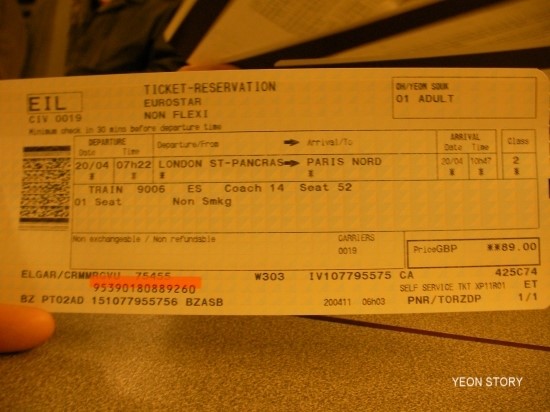 TICKET-RESERVATION
EIL
EUROSTAR
OH/YEON SOOK
CIV 0019
NON FLEXI
01 ADULT
Minimum check in 30 mins before departure time
DEPARTURE
ARRIVAL
Date Time Departure/From Arrival/To Date Time Class
20/04 07h22 LONDON ST-PANCRAS PARIS NORD 20/04 10h47 2
* * * * * * *
TRAIN 9006 ES Coach 14 Seat 52
01 Seat Non Smkg
Non exchangeable / Non refundable
CARRIERS
0019
PriceGBP **89.00
ELGAR/CRMM 75455 W303 IV107795575 CA 425C74
95390180889260
SELF SERVICE TKT XP11R01 ET
BZ PT02AD 151077955756 BZASB 200411 06h03 PNR/TORZDP 1/1
YEON STORY